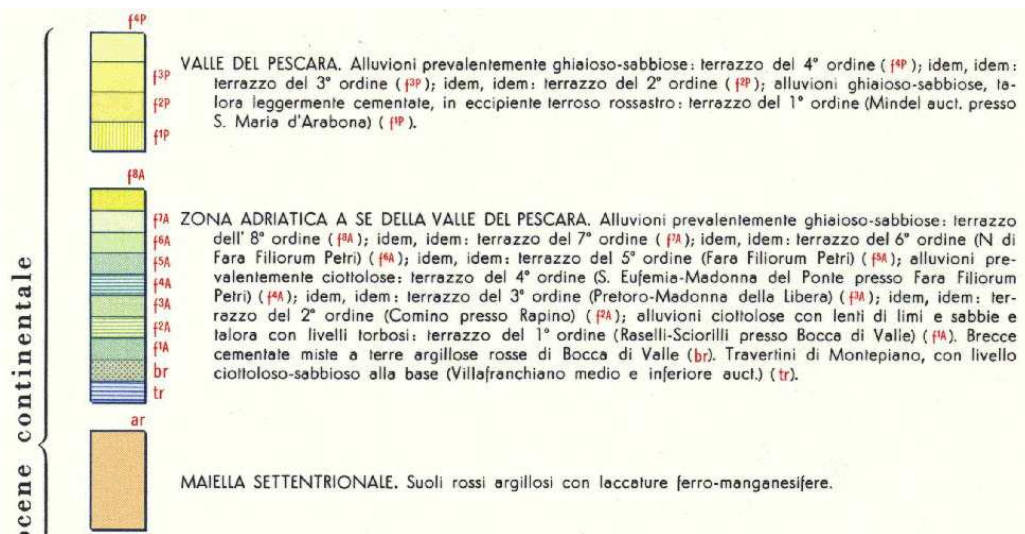 f4P
VALLE DEL PESCARA. Alluvioni prevalentemente ghiaioso-sabbiose: terrazzo del 4° ordine (f4P); idem, idem:
f3P terrazzo del 3° ordine (f3P); idem, idem: terrazzo del 2° ordine (f2P); alluvioni ghiaioso-sabbiose, ta-
f2P lora leggermente cementate, in eccipiente terroso rossastro: terrazzo del 1° ordine (Mindel auct. presso
f1P S. Maria d'Arabona) (f1P).
f8A
f7A ZONA ADRIATICA A SE DELLA VALLE DEL PESCARA. Alluvioni prevalentemente ghiaioso-sabbiose: terrazzo
f6A dell' 8° ordine (f8A); idem, idem: terrazzo del 7° ordine (f7A); idem, idem: terrazzo del 6° ordine (N di
f5A Fara Filiorum Petri) (f6A); idem, idem: terrazzo del 5° ordine (Fara Filiorum Petri) (f5A); alluvioni pre-
f4A valentemente ciottolose: terrazzo del 4° ordine (S. Eufemia-Madonna del Ponte presso Fara Filiorum
f3A Petri) (f4A); idem, idem: terrazzo del 3° ordine (Pretoro-Madonna della Libera) (f3A); idem, idem: ter-
f2A razzo del 2° ordine (Comino presso Rapino) (f2A); alluvioni ciottolose con lenti di limi e sabbie e
f1A talora con livelli torbosi: terrazzo del 1° ordine (Raselli-Sciorilli presso Bocca di Valle) (f1A). Brecce
br cementate miste a terre argillose rosse di Bocca di Valle (br). Travertini di Montepiano, con livello
tr ciottoloso-sabbioso alla base (Villafranchiano medio e inferiore auct.) (tr).
ar
MAIELLA SETTENTRIONALE. Suoli rossi argillosi con laccature ferro-manganesifere.
ocene continentale